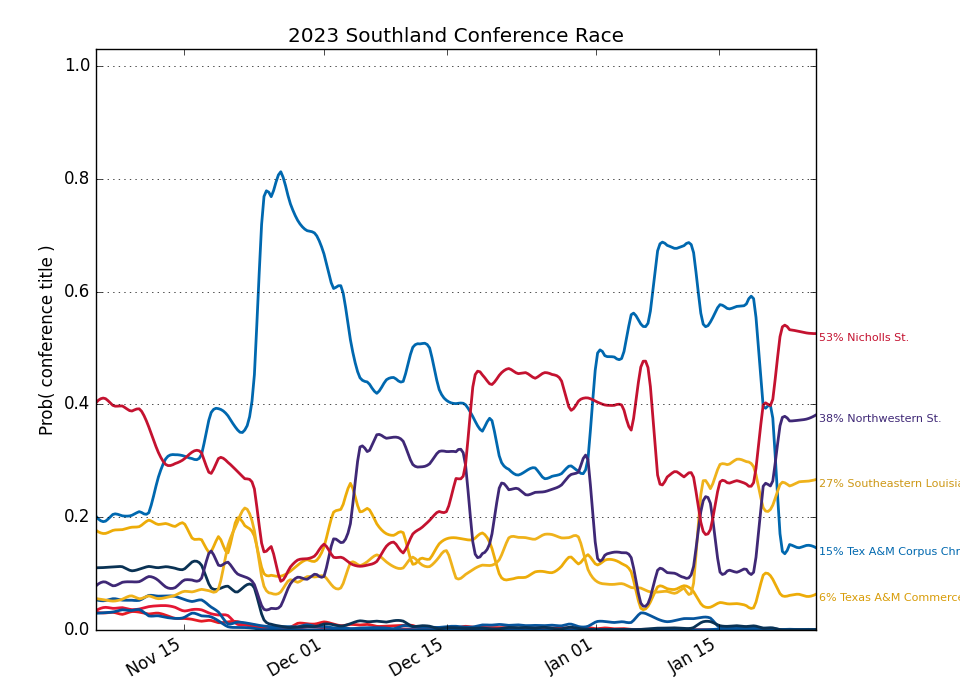 2023 Southland Conference Race
Prob( conference title )
1.0
0.8
0.6
0.4
0.2
0.0
Nov 15
Dec 01
Dec 15
Jan 01
Jan 15
53% Nicholls St.
38% Northwestern St.
27% Southeastern Louisia
15% Tex A&M Corpus Chr
6% Texas A&M Commerce